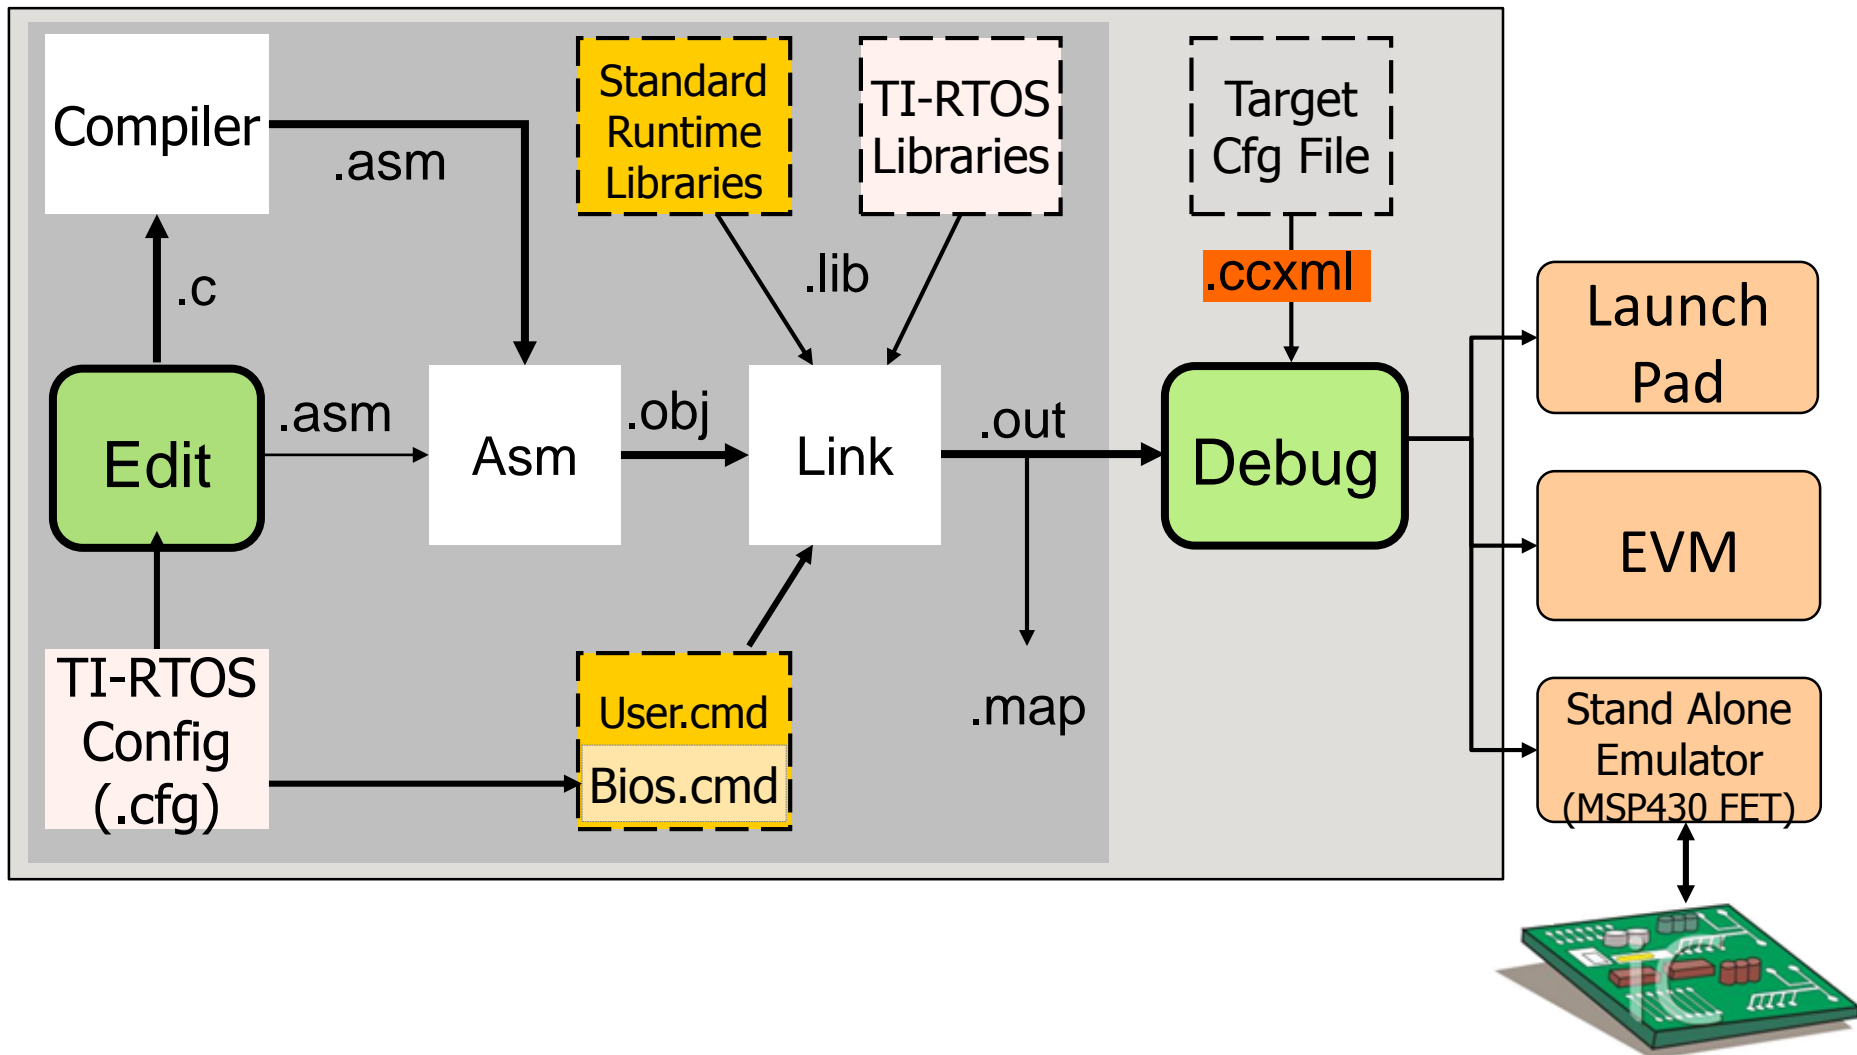 Compiler
.asm
Standard
Runtime
Libraries
TI-RTOS
Libraries
Target
Cfg File
.c
.lib
.ccxml
Launch
Pad
Edit
.asm
Asm
.obj
Link
.out
Debug
EVM
TI-RTOS
Config
(.cfg)
User.cmd
Bios.cmd
.map
Stand Alone
Emulator
(MSP430 FET)
iC